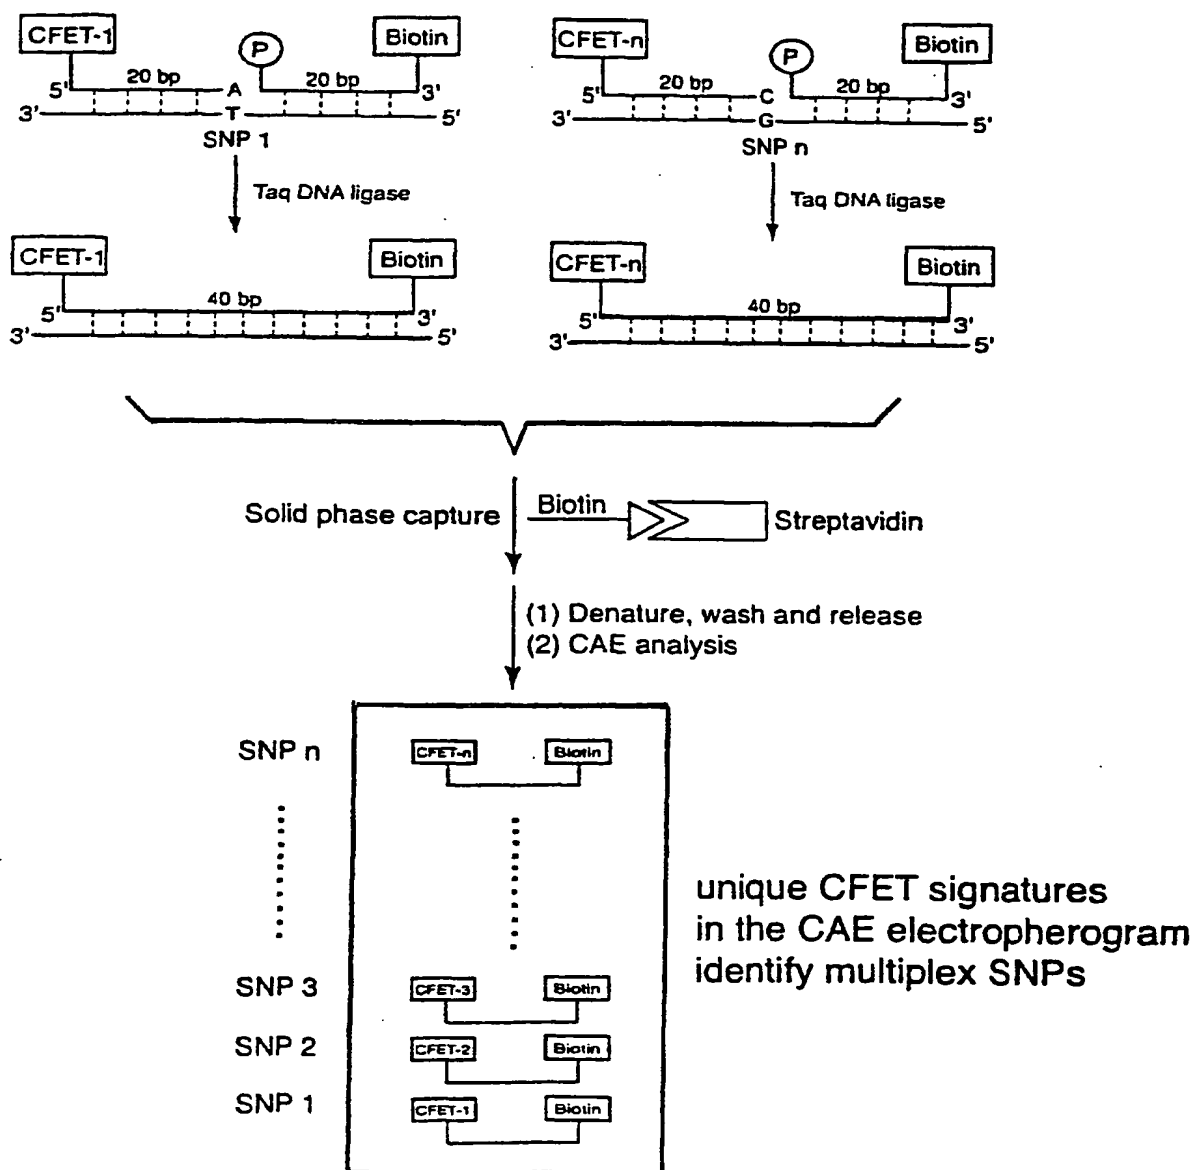 CFET-1
P
Biotin
5'
20 bp
A
20 bp
3'
3'
T
5'
SNP 1
Taq DNA ligase
CFET-n
P
Biotin
5'
20 bp
C
20 bp
3'
3'
G
5'
SNP n
Taq DNA ligase
CFET-1
Biotin
5'
40 bp
3'
3'
5'
CFET-n
Biotin
5'
40 bp
3'
3'
5'
Solid phase capture
Biotin
Streptavidin
(1) Denature, wash and release
(2) CAE analysis
SNP n
CFET-n
Biotin
unique CFET signatures
in the CAE electropherogram
identify multiplex SNPs
SNP 3
CFET-3
Biotin
SNP 2
CFET-2
Biotin
SNP 1
CFET-1
Biotin